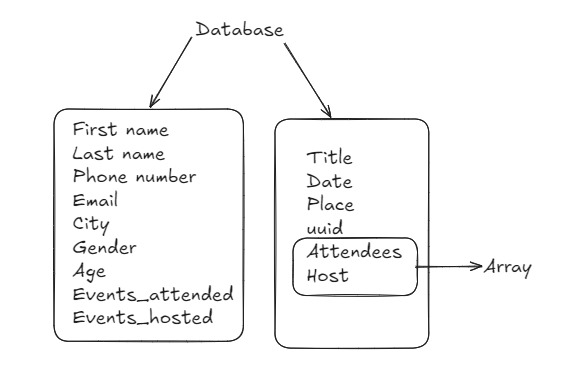 Database
First name
Last name
Phone number
Email
City
Gender
Age
Events_attended
Events_hosted
Title
Date
Place
uuid
Attendees
Host
Array